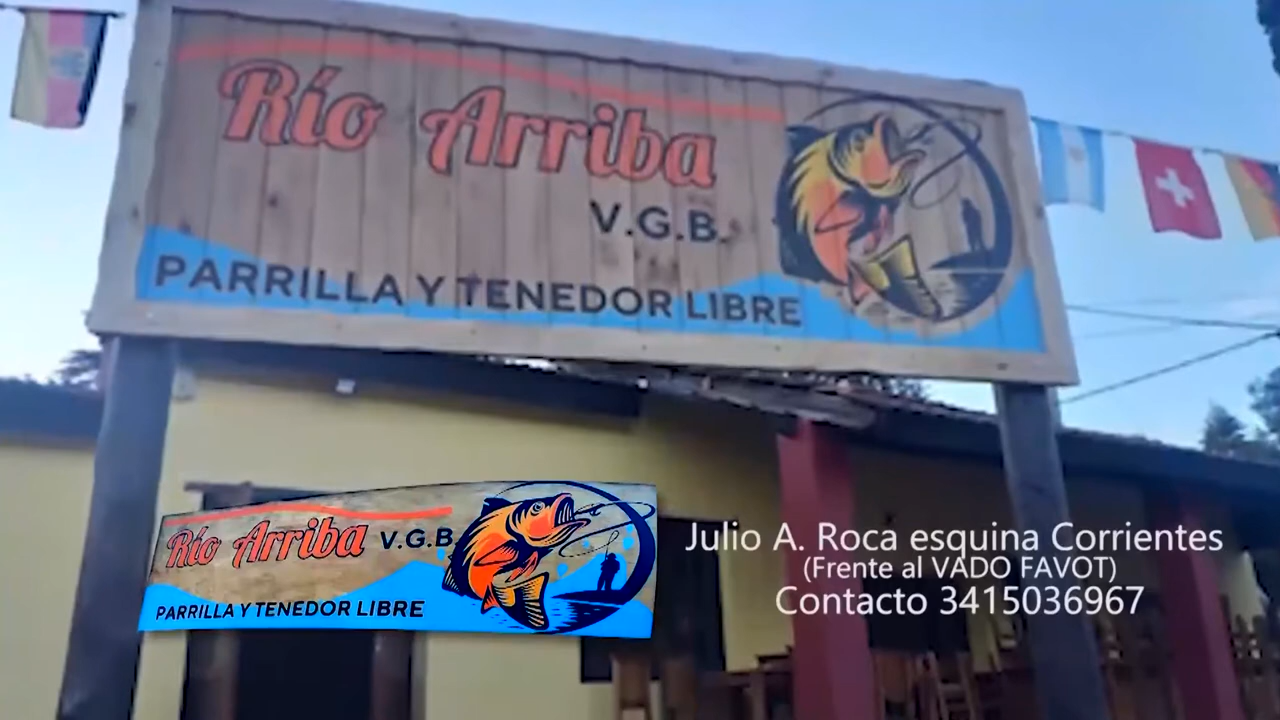 Río Arriba
V.G.B.
PARRILLA Y TENEDOR LIBRE
Río Arriba V.G.B.
PARRILLA Y TENEDOR LIBRE
Julio A. Roca esquina Corrientes
(Frente al VADO FAVOT)
Contacto 3415036967